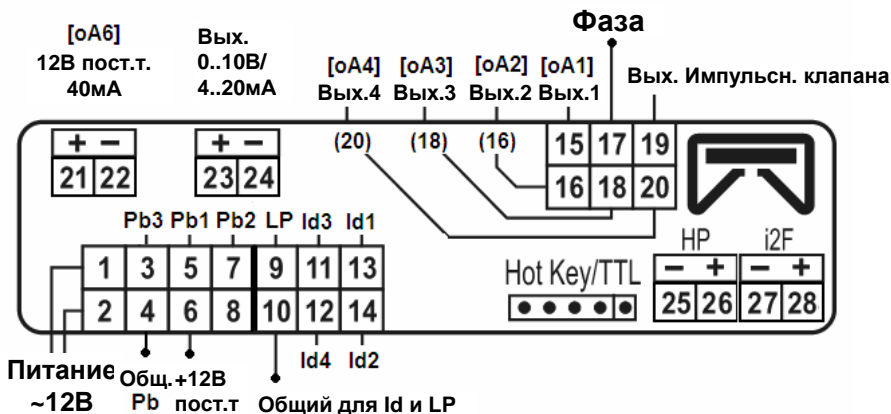 Фаза
[oA6] Вых.
12В пост.т. 0..10В/ [oA4] [oA3] [oA2] [oA1]
40мА 4..20мА Вых.4 Вых.3 Вых.2 Вых.1 Вых. Импульсн. клапана
+ − + − (20) (18) (16) 15 17 19
21 22 23 24 16 18 20
Pb3 Pb1 Pb2 LP Id3 Id1 HP i2F
1 3 5 7 9 11 13 Hot Key/TTL − + − +
2 4 6 8 10 12 14 25 26 27 28
Id4 Id2
Питание Общ. +12В
~12В Pb пост.т Общий для Id и LP